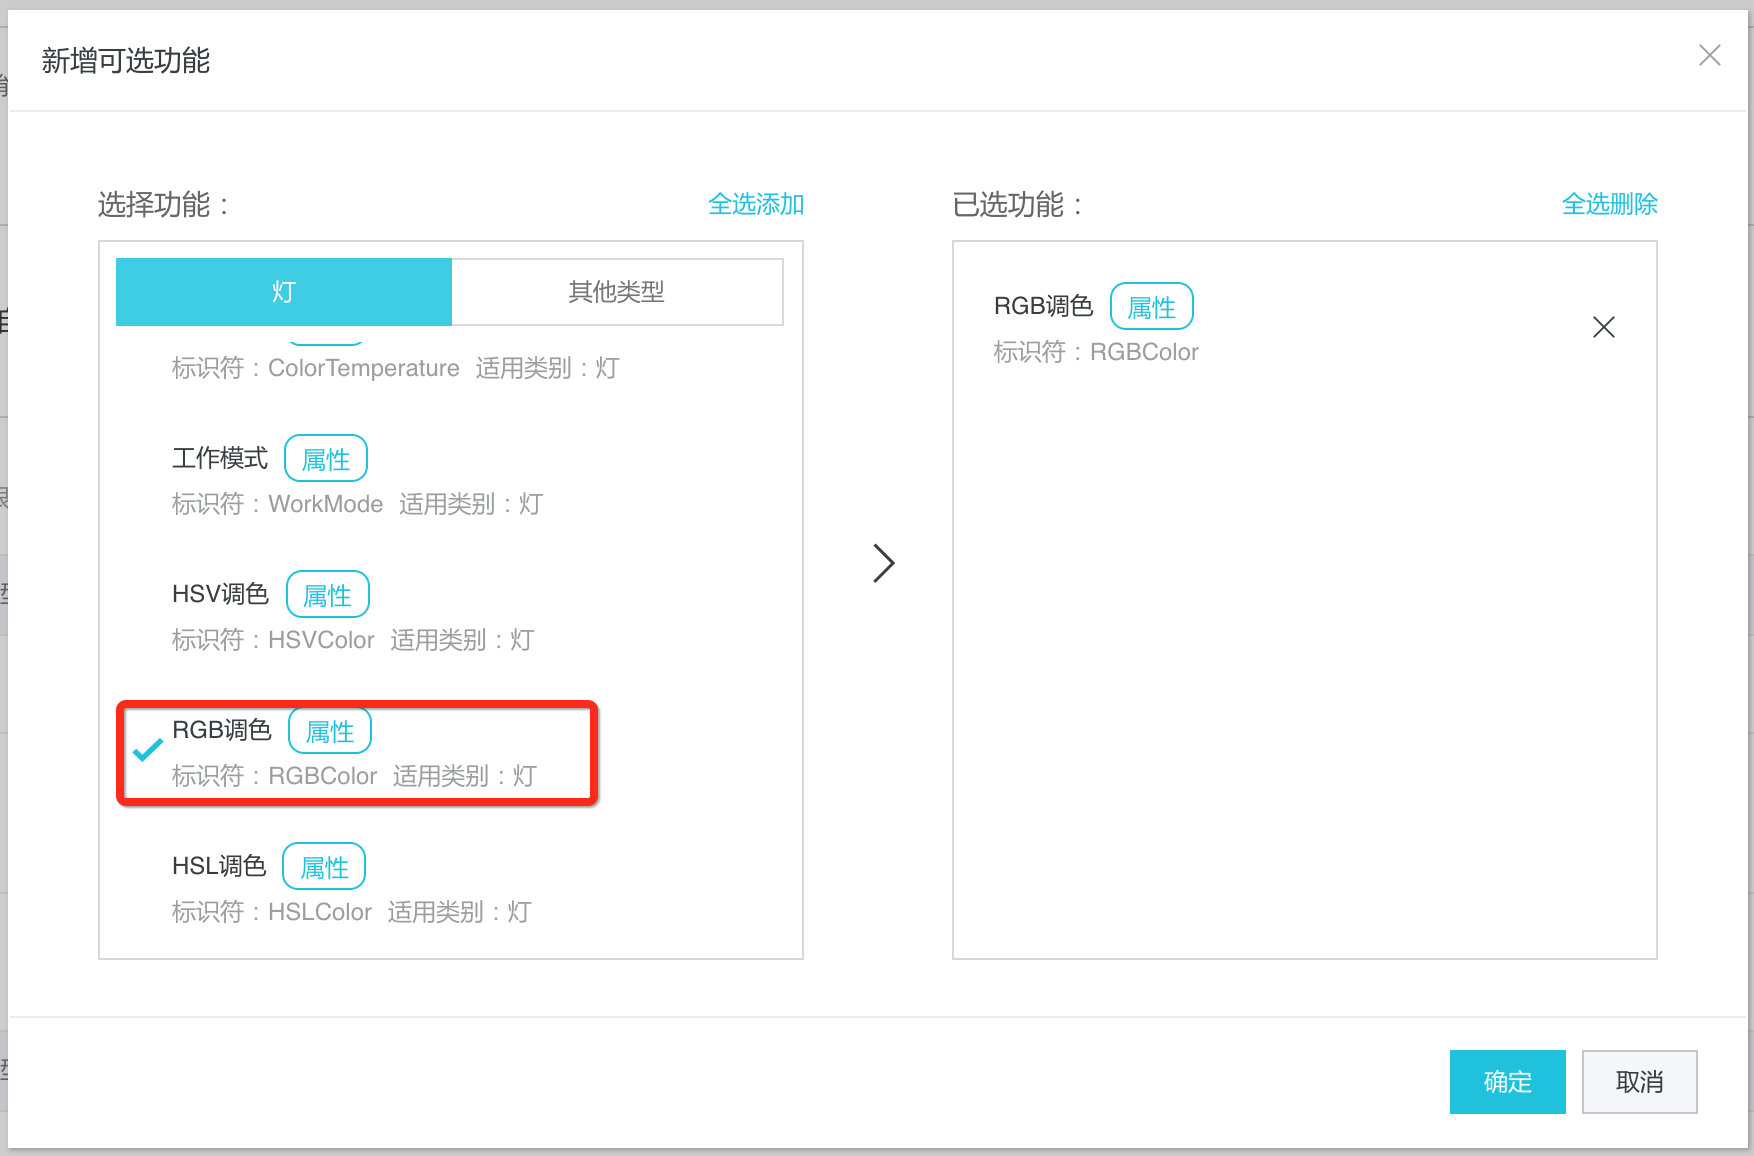 新增可选功能
选择功能：
全选添加
灯
其他类型
标识符：ColorTemperature 适用类别：灯
工作模式 属性
标识符：WorkMode 适用类别：灯
HSV调色 属性
标识符：HSVColor 适用类别：灯
RGB调色 属性
标识符：RGBColor 适用类别：灯
HSL调色 属性
标识符：HSLColor 适用类别：灯
已选功能：
全选删除
RGB调色 属性
标识符：RGBColor
确定
取消